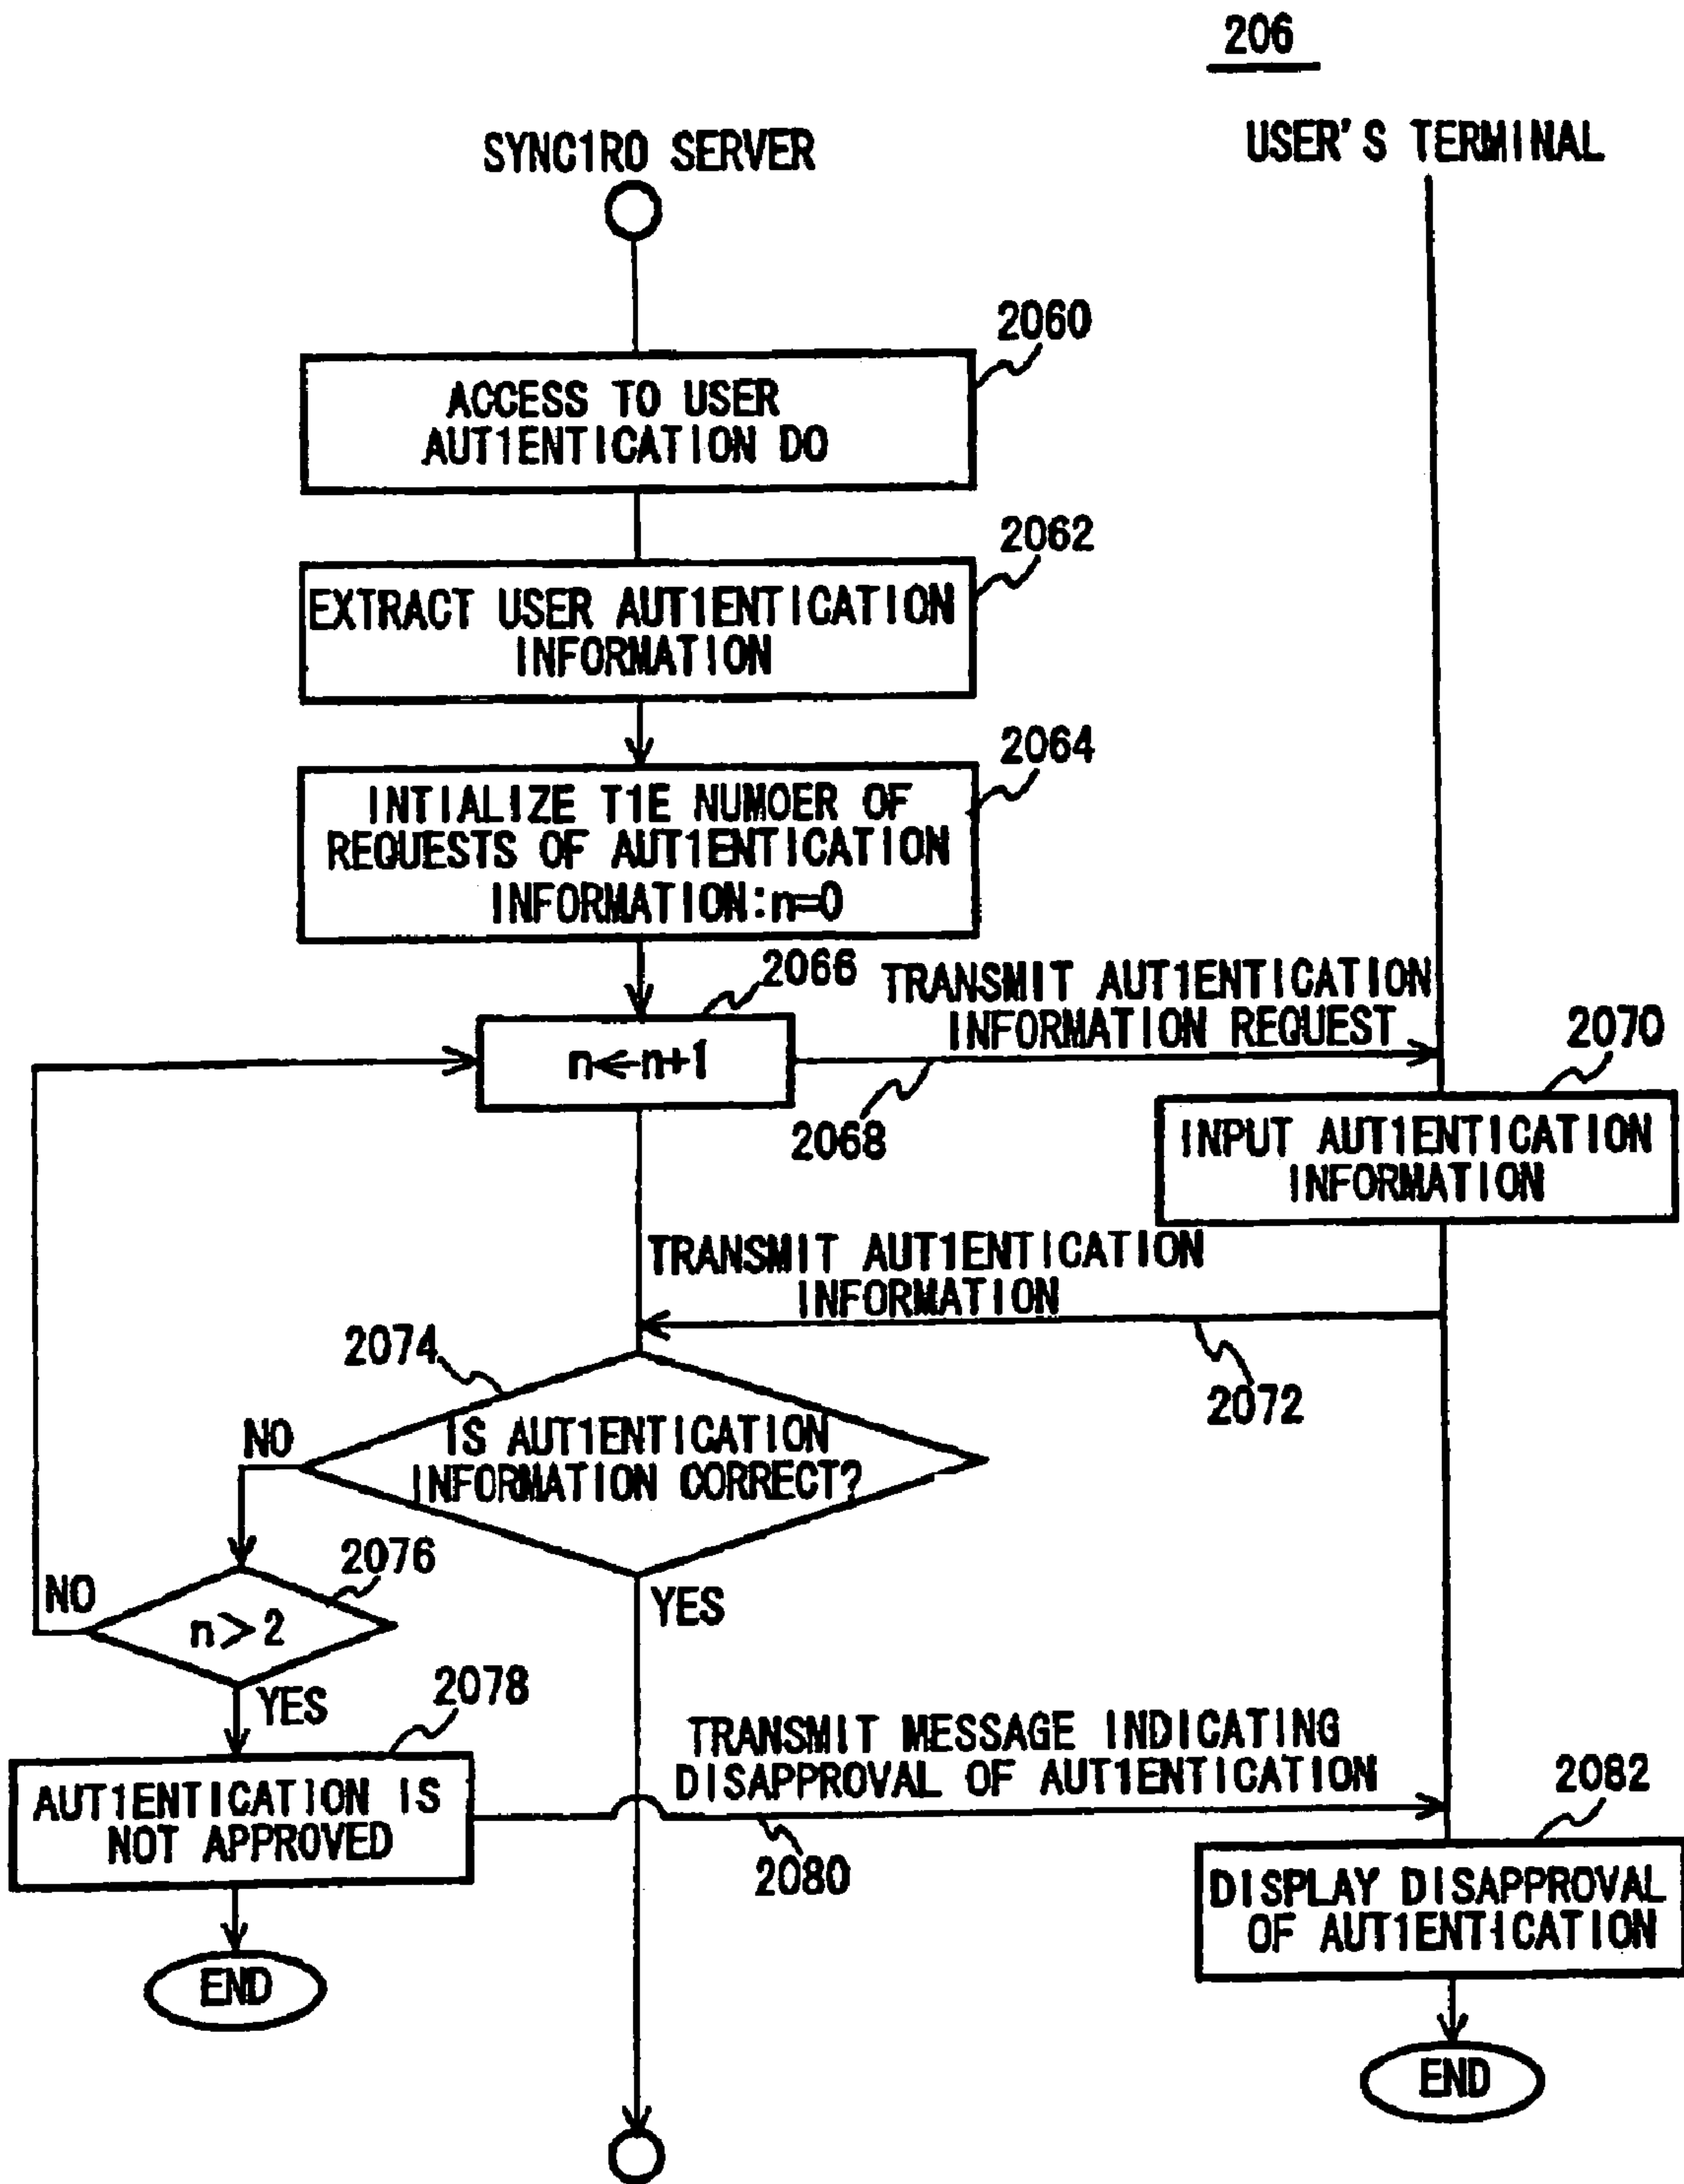 206
SYNC1RO SERVER
USER'S TERMINAL
2060
ACCESS TO USER
AUT1ENTICATION DO
2062
EXTRACT USER AUT1ENTICATION
INFORMATION
2064
INTIALIZE T1E NUMOER OF
REQUESTS OF AUT1ENTICATION
INFORMATION:n=0
2066
TRANSMIT AUT1ENTICATION
INFORMATION REQUEST
n←n+1
2068
2070
INPUT AUT1ENTICATION
INFORMATION
TRANSMIT AUT1ENTICATION
INFORMATION
2072
2074
IS AUT1ENTICATION
INFORMATION CORRECT?
NO
YES
2076
n>2
NO
YES
2078
AUT1ENTICATION IS
NOT APPROVED
TRANSMIT MESSAGE INDICATING
DISAPPROVAL OF AUT1ENTICATION
2080
2082
DISPLAY DISAPPROVAL
OF AUT1ENTICATION
END
END